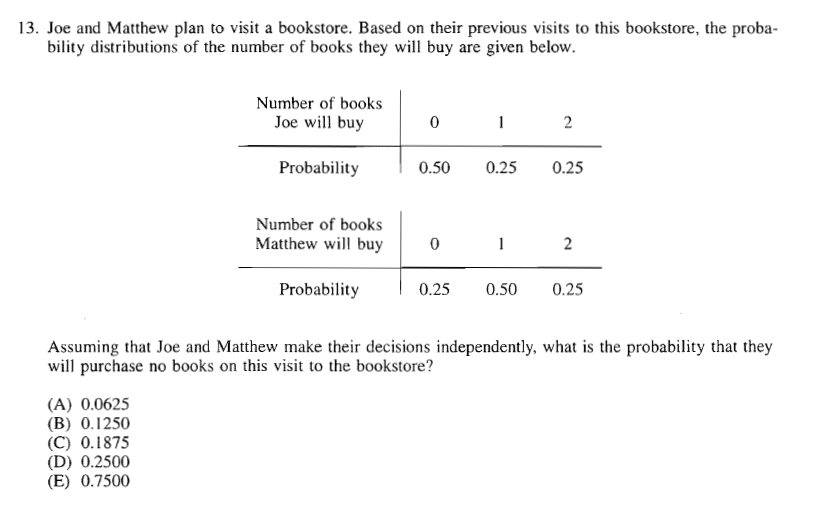 13. Joe and Matthew plan to visit a bookstore. Based on their previous visits to this bookstore, the proba-
bility distributions of the number of books they will buy are given below.
Number of books
Joe will buy 0 1 2
Probability 0.50 0.25 0.25
Number of books
Matthew will buy 0 1 2
Probability 0.25 0.50 0.25
Assuming that Joe and Matthew make their decisions independently, what is the probability that they
will purchase no books on this visit to the bookstore?
(A) 0.0625
(B) 0.1250
(C) 0.1875
(D) 0.2500
(E) 0.7500